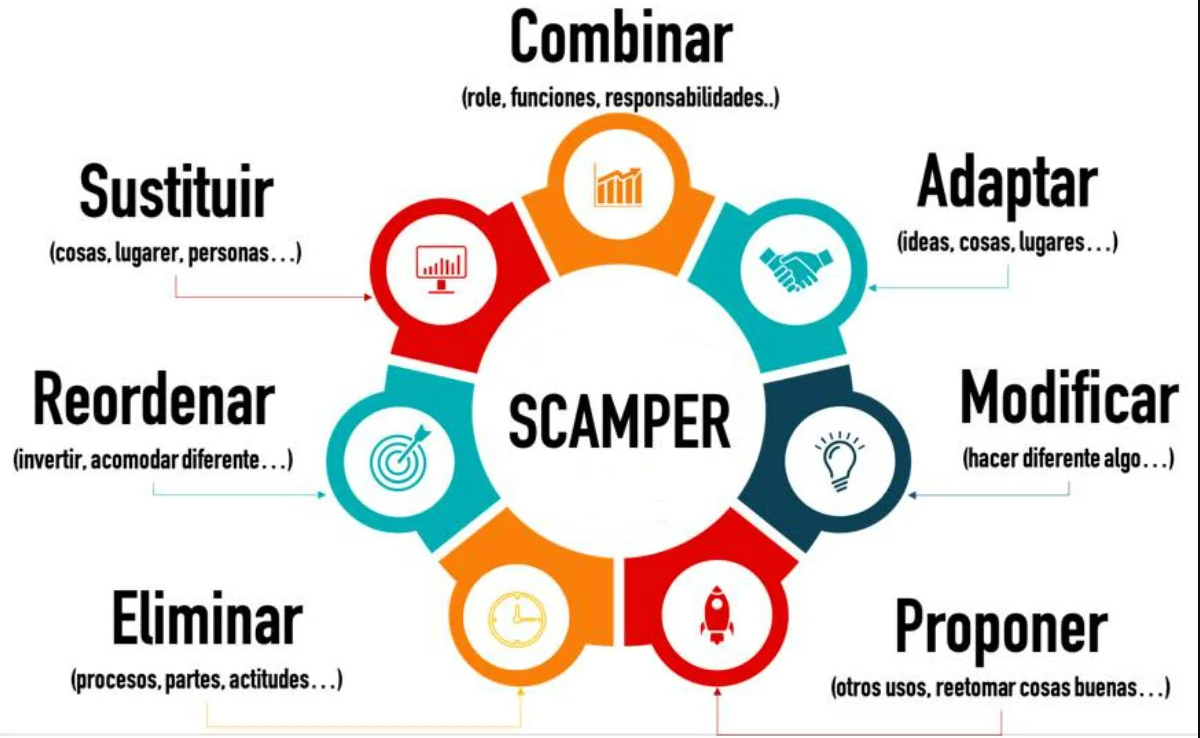 Combinar
(role, funciones, responsabilidades..)
Sustituir
(cosas, lugarer, personas...)
Adaptar
(ideas, cosas, lugares...)
SCAMPER
Reordenar
(invertir, acomodar diferente...)
Modificar
(hacer diferente algo...)
Eliminar
(procesos, partes, actitudes...)
Proponer
(otros usos, reetomar cosas buenas...)